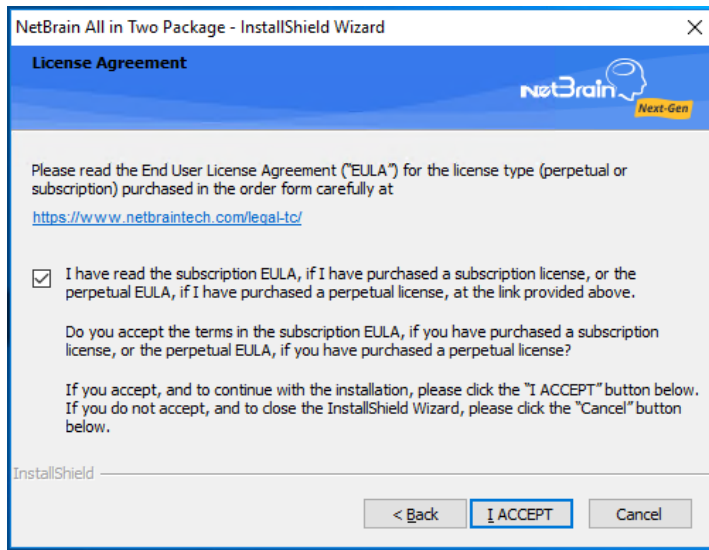 NetBrain All in Two Package - InstallShield Wizard
License Agreement
NetBrain
Next-Gen
Please read the End User License Agreement ("EULA") for the license type (perpetual or
subscription) purchased in the order form carefully at
https://www.netbraintech.com/legal-tc/
I have read the subscription EULA, if I have purchased a subscription license, or the
perpetual EULA, if I have purchased a perpetual license, at the link provided above.
Do you accept the terms in the subscription EULA, if you have purchased a subscription
license, or the perpetual EULA, if you have purchased a perpetual license?
If you accept, and to continue with the installation, please click the "I ACCEPT" button below.
If you do not accept, and to close the InstallShield Wizard, please click the "Cancel" button
below.
InstallShield
< Back I ACCEPT Cancel